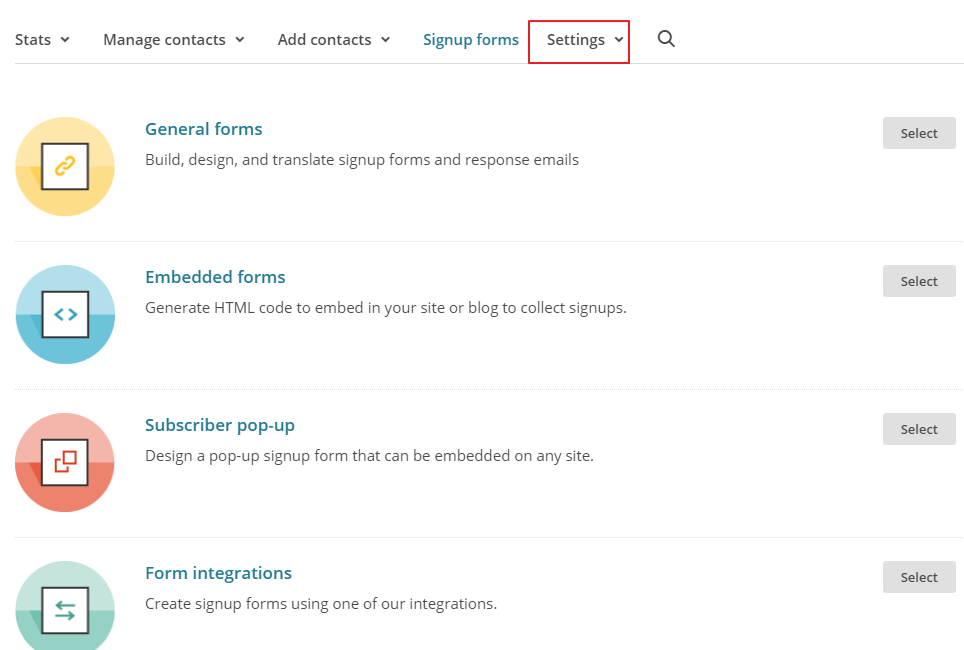 Stats Manage contacts Add contacts Signup forms Settings
General forms
Select
Build, design, and translate signup forms and response emails
Embedded forms
Select
Generate HTML code to embed in your site or blog to collect signups.
Subscriber pop-up
Select
Design a pop-up signup form that can be embedded on any site.
Form integrations
Select
Create signup forms using one of our integrations.